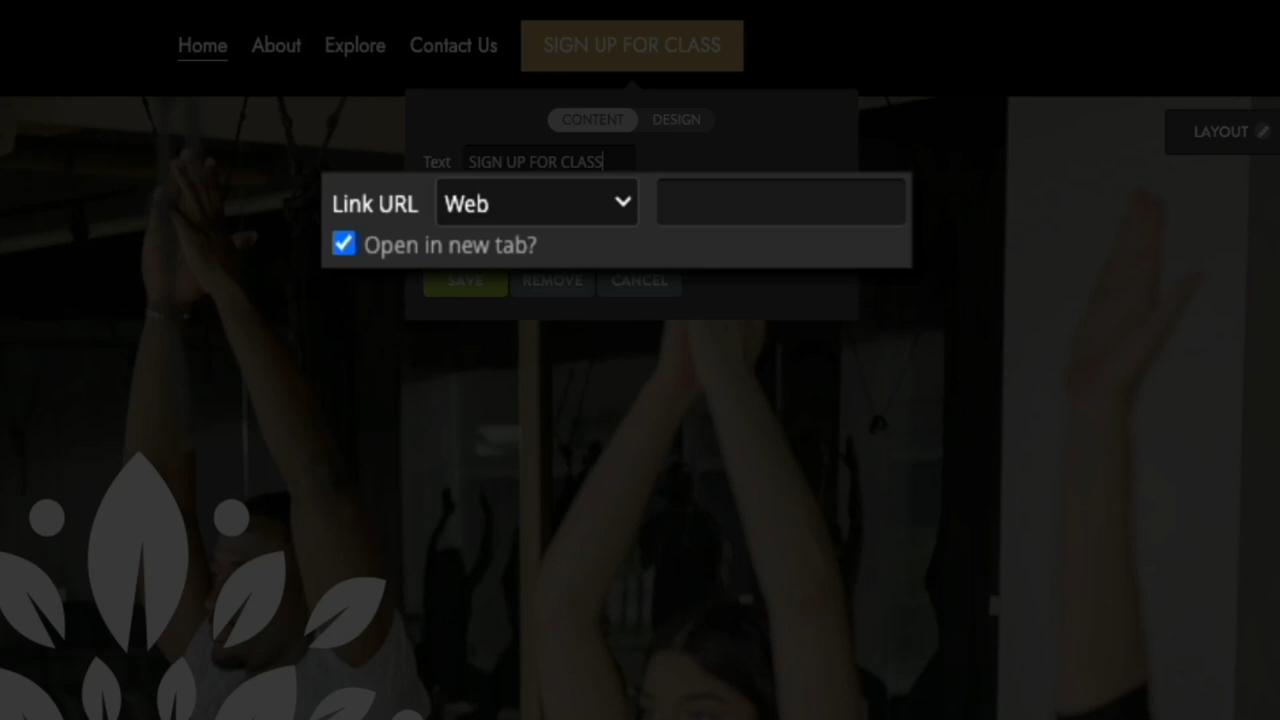 Home About Explore Contact Us SIGN UP FOR CLASS
CONTENT DESIGN
LAYOUT
Text SIGN UP FOR CLASS
Link URL Web
Open in new tab?
SAVE REMOVE CANCEL